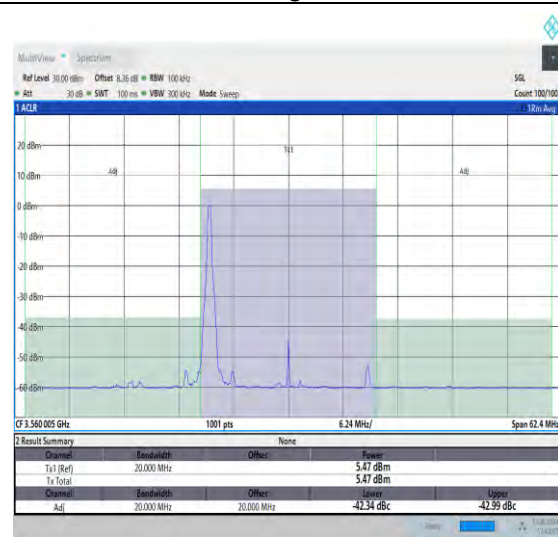 MultiView Spectrum
Ref Level 30.00 dBm Offset 8.36 dB RBW 100 kHz SGL
Att 30 dB SWT 100 ms VBW 300 kHz Mode Sweep Count 100/100
1 ACLR 1Rm Avg
Tx1
20 dBm
Adj Adj
10 dBm
0 dBm
-10 dBm
-20 dBm
-30 dBm
-40 dBm
-50 dBm
-60 dBm
CF 3.560 005 GHz 1001 pts 6.24 MHz/ Span 62.4 MHz
2 Result Summary None
Channel Bandwidth Offset Power
Tx1 (Ref) 20.000 MHz 5.47 dBm
Tx Total 5.47 dBm
Channel Bandwidth Offset Lower Upper
Adj 20.000 MHz 20.000 MHz -42.34 dBc -42.99 dBc